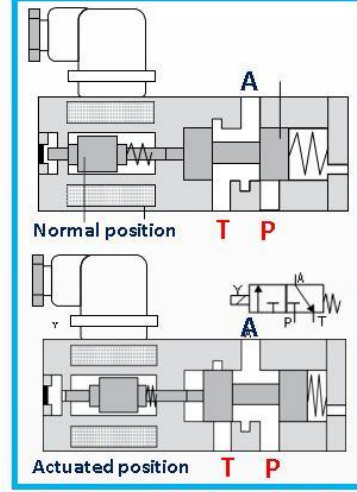 A
Normal position T P
Y A
Y
P T
A
Actuated position T P